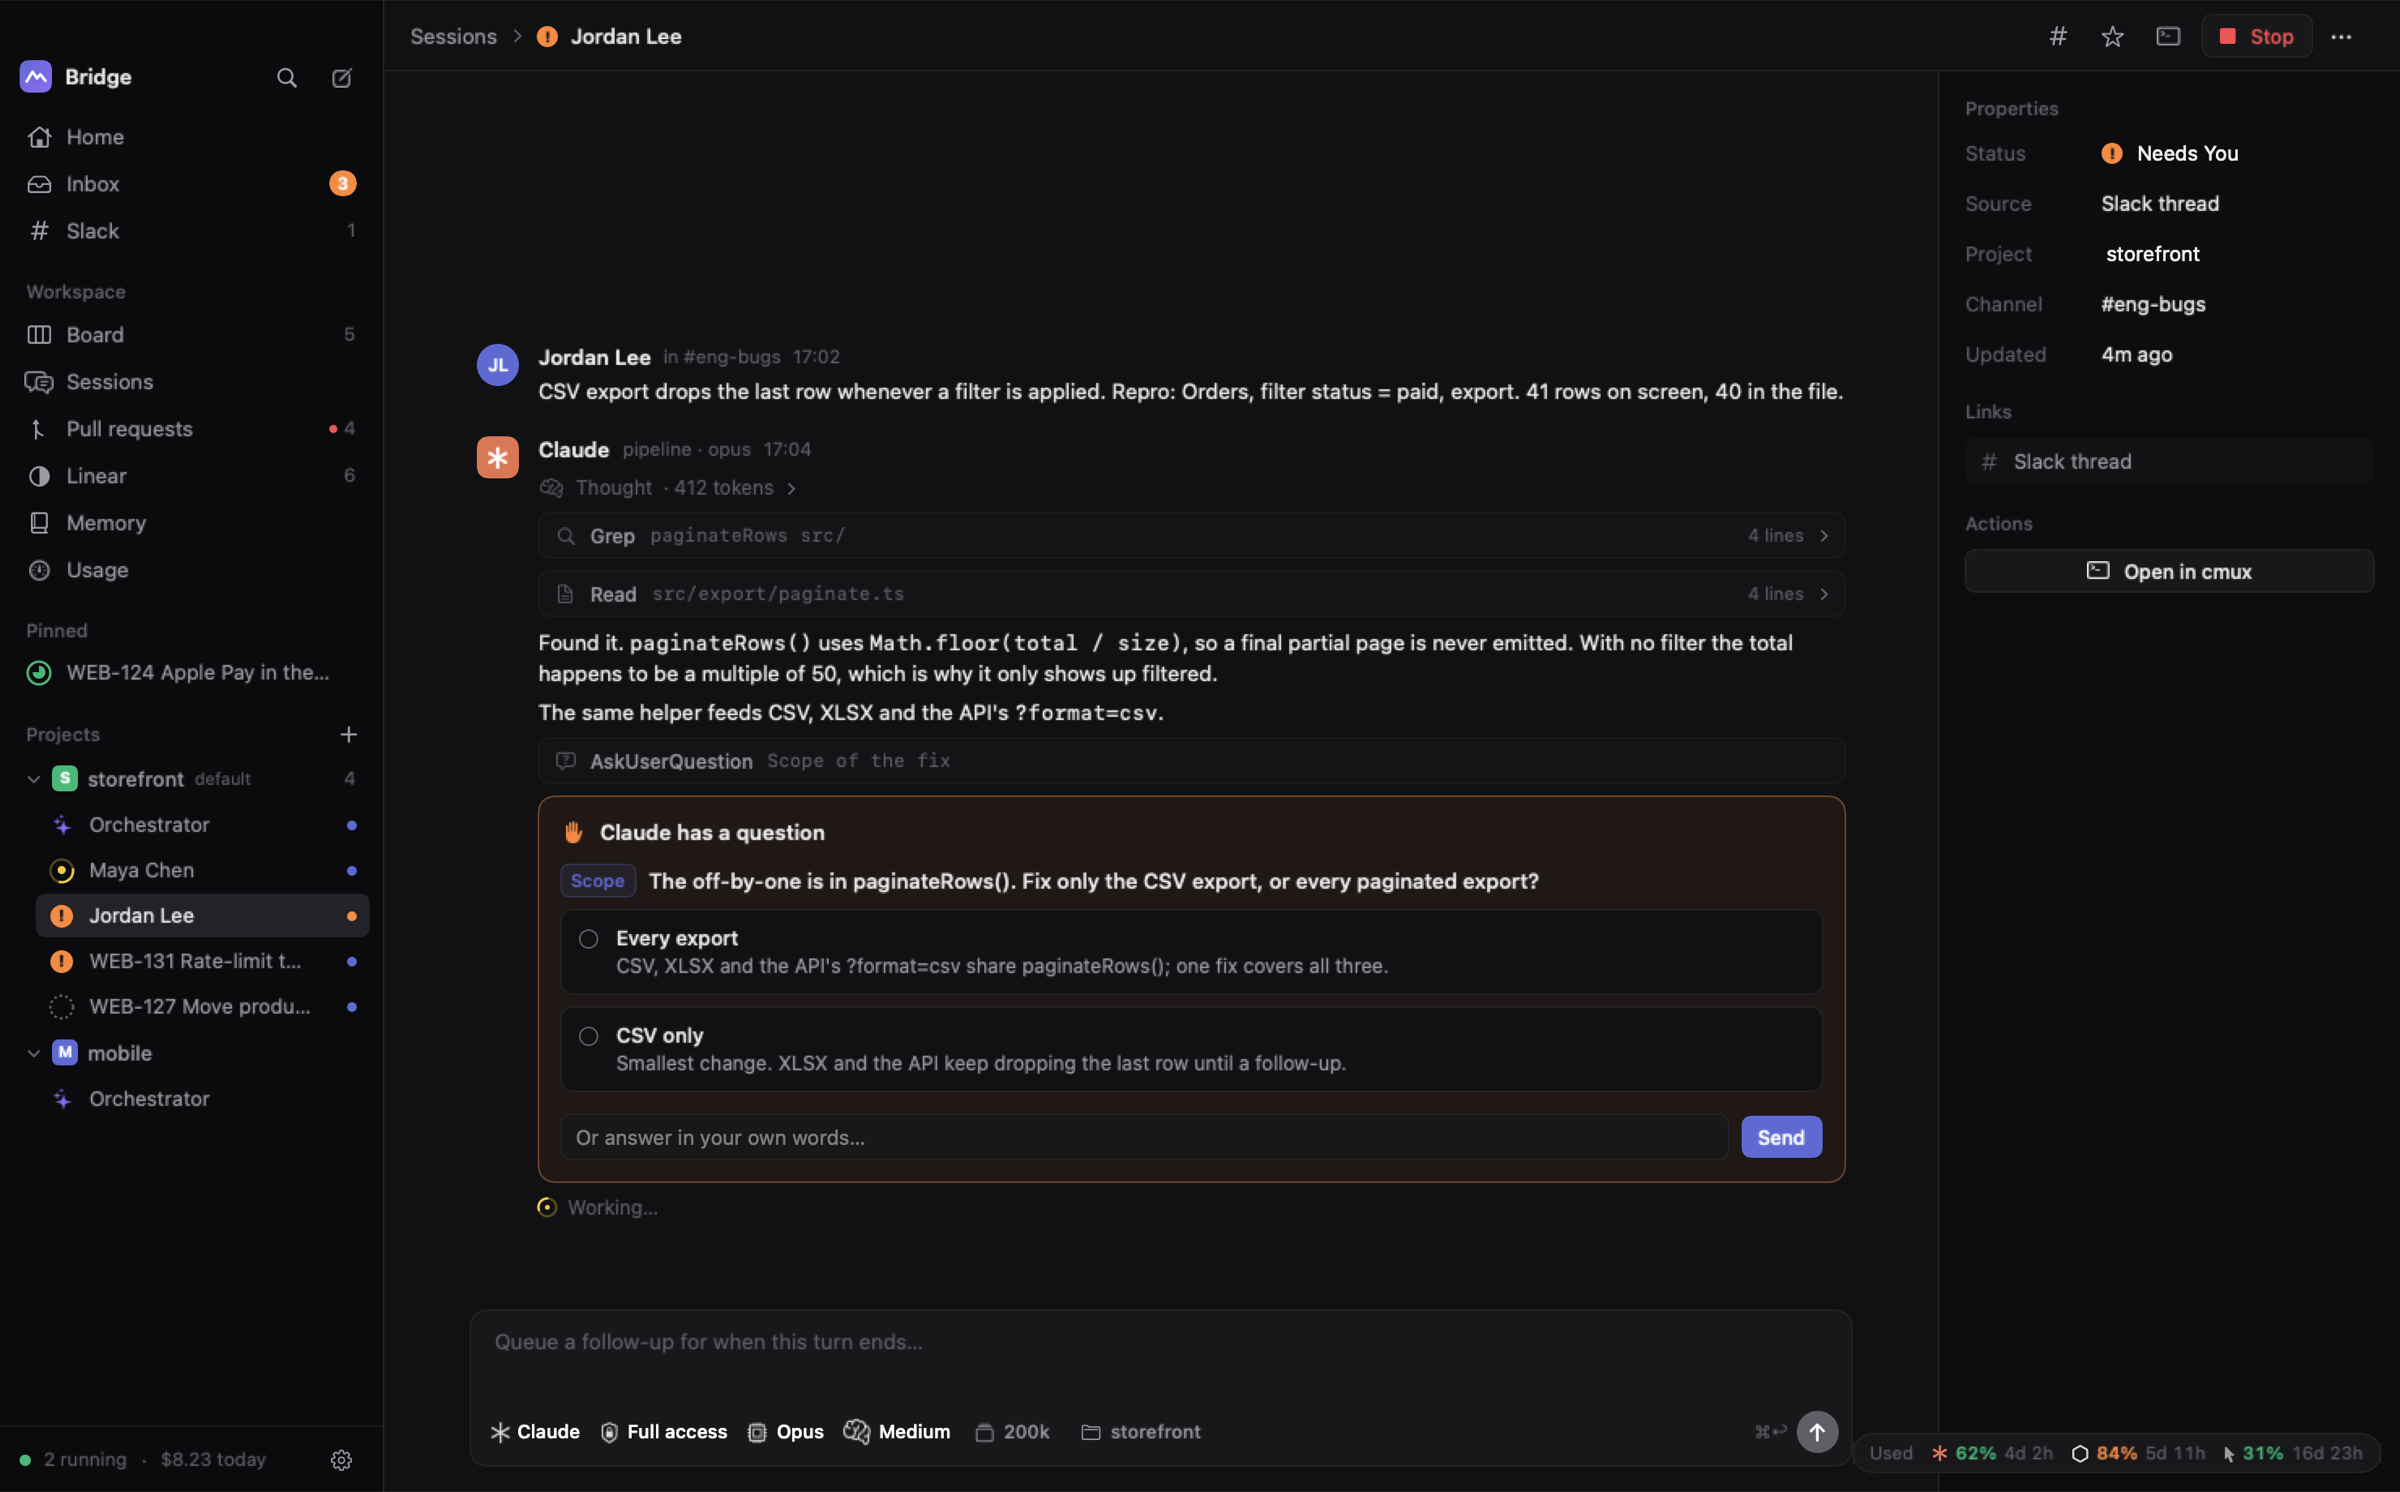 Bridge
Home
Inbox 3
Slack 1
Workspace
Board 5
Sessions
Pull requests 4
Linear 6
Memory
Usage
Pinned
WEB-124 Apple Pay in the...
Projects
S storefront default 4
Orchestrator
Maya Chen
Jordan Lee
WEB-131 Rate-limit t...
WEB-127 Move produ...
M mobile
Orchestrator
2 running · $8.23 today
Sessions > Jordan Lee
Stop
JL Jordan Lee in #eng-bugs 17:02
CSV export drops the last row whenever a filter is applied. Repro: Orders, filter status = paid, export. 41 rows on screen, 40 in the file.
Claude pipeline · opus 17:04
Thought · 412 tokens
Grep paginateRows src/ 4 lines
Read src/export/paginate.ts 4 lines
Found it. paginateRows() uses Math.floor(total / size), so a final partial page is never emitted. With no filter the total
happens to be a multiple of 50, which is why it only shows up filtered.
The same helper feeds CSV, XLSX and the API's ?format=csv.
AskUserQuestion Scope of the fix
Claude has a question
Scope The off-by-one is in paginateRows(). Fix only the CSV export, or every paginated export?
Every export
CSV, XLSX and the API's ?format=csv share paginateRows(); one fix covers all three.
CSV only
Smallest change. XLSX and the API keep dropping the last row until a follow-up.
Or answer in your own words...
Send
Working...
Queue a follow-up for when this turn ends...
Claude Full access Opus Medium 200k storefront ⌘↩
Properties
Status Needs You
Source Slack thread
Project storefront
Channel #eng-bugs
Updated 4m ago
Links
# Slack thread
Actions
Open in cmux
Used 62% 4d 2h 84% 5d 11h 31% 16d 23h